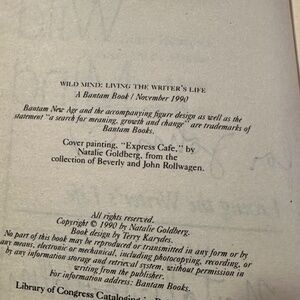 WILD MIND: LIVING THE WRITER'S LIFE
A Bantam Book / November 1990
Bantam New Age and the accompanying figure design as well as the
statement "a search for meaning, growth and change" are trademarks of
Bantam Books.
Cover painting, "Express Cafe," by
Natalie Goldberg, from the
collection of Beverly and John Rollwagen.
All rights reserved.
Copyright © 1990 by Natalie Goldberg.
Book design by Terry Karydes.
No part of this book may be reproduced or transmitted in any form or by
any means, electronic or mechanical, including photocopying, recording, or
by any information storage and retrieval system, without permission in
writing from the publisher.
For information address: Bantam Books.
Library of Congress Cataloging